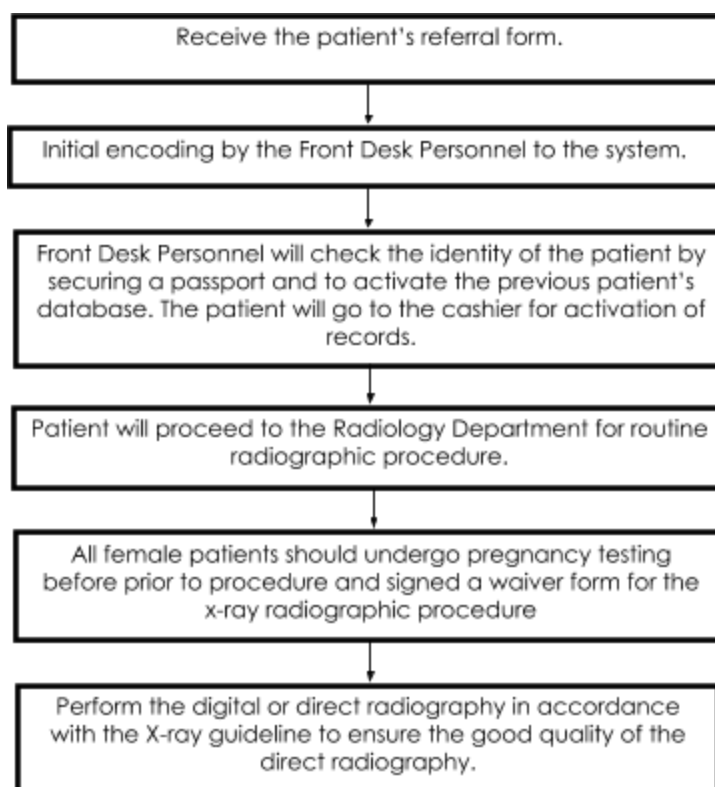 Receive the patient's referral form.
Initial encoding by the Front Desk Personnel to the system.
Front Desk Personnel will check the identity of the patient by
securing a passport and to activate the previous patient's
database. The patient will go to the cashier for activation of
records.
Patient will proceed to the Radiology Department for routine
radiographic procedure.
All female patients should undergo pregnancy testing
before prior to procedure and signed a waiver form for the
x-ray radiographic procedure
Perform the digital or direct radiography in accordance
with the X-ray guideline to ensure the good quality of the
direct radiography.